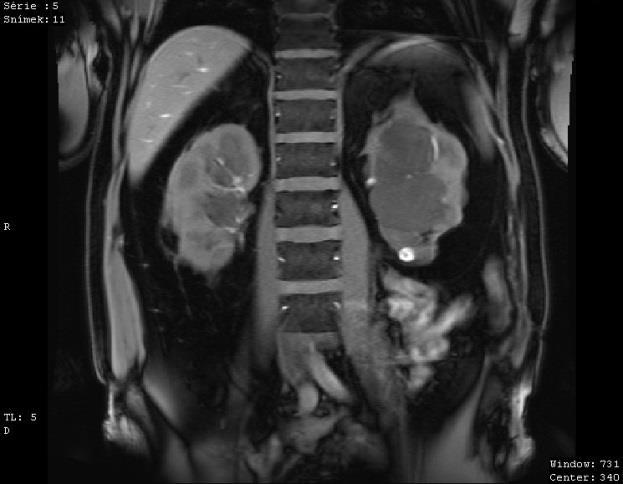 Série : 5
Snímek: 11
R
TL: 5
D
Window: 731
Center: 340